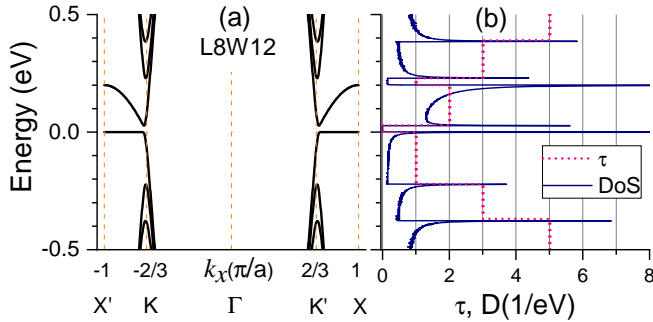 (a)
L8W12
(b)
Energy (eV)
0.5
0.0
-0.5
τ
DoS
-1 -2/3 kₓ(π/a) 2/3 1
X' K Γ K' X
0 2 4 6 8
τ, D(1/eV)